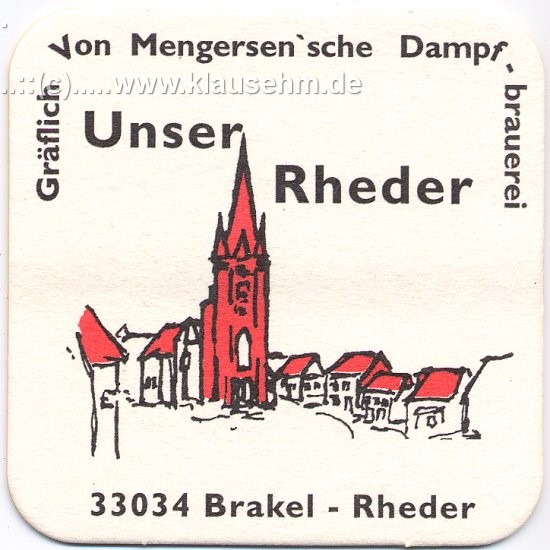 Gräflich Von Mengersen`sche Dampf-brauerei
..::(c).....www.klausehm.de
Unser
Rheder
33034 Brakel - Rheder